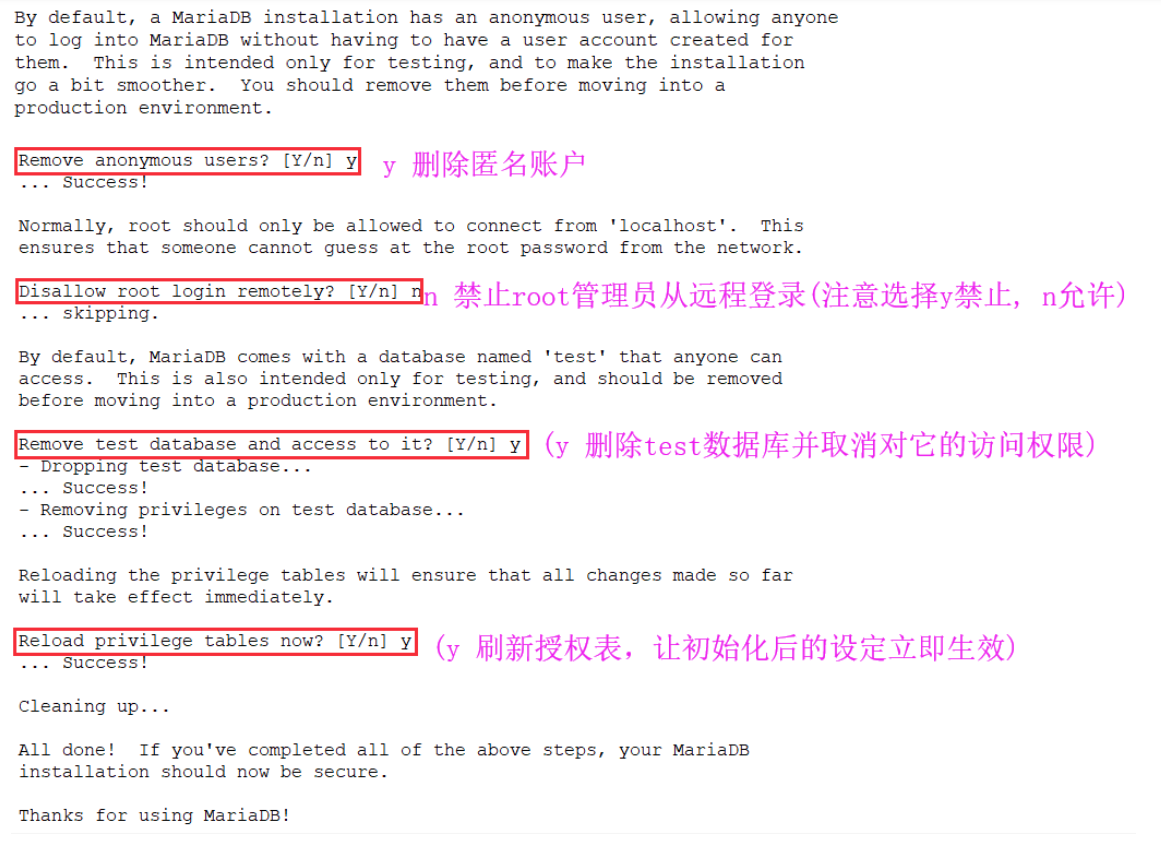 By default, a MariaDB installation has an anonymous user, allowing anyone
to log into MariaDB without having to have a user account created for
them.  This is intended only for testing, and to make the installation
go a bit smoother.  You should remove them before moving into a
production environment.
Remove anonymous users? [Y/n] y y 删除匿名账户
... Success!
Normally, root should only be allowed to connect from 'localhost'.  This
ensures that someone cannot guess at the root password from the network.
Disallow root login remotely? [Y/n] n n 禁止root管理员从远程登录(注意选择y禁止, n允许)
... skipping.
By default, MariaDB comes with a database named 'test' that anyone can
access.  This is also intended only for testing, and should be removed
before moving into a production environment.
Remove test database and access to it? [Y/n] y (y 删除test数据库并取消对它的访问权限)
- Dropping test database...
... Success!
- Removing privileges on test database...
... Success!
Reloading the privilege tables will ensure that all changes made so far
will take effect immediately.
Reload privilege tables now? [Y/n] y (y 刷新授权表，让初始化后的设定立即生效)
... Success!
Cleaning up...
All done!  If you've completed all of the above steps, your MariaDB
installation should now be secure.
Thanks for using MariaDB!